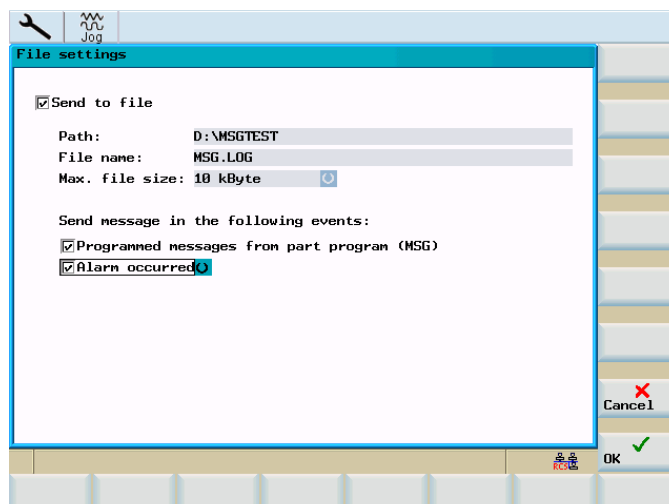 Jog
File settings
Send to file
Path: D:\MSGTEST
File name: MSG.LOG
Max. file size: 10 kByte
Send message in the following events:
Programmed messages from part program (MSG)
Alarm occurred
Cancel
OK
RCS